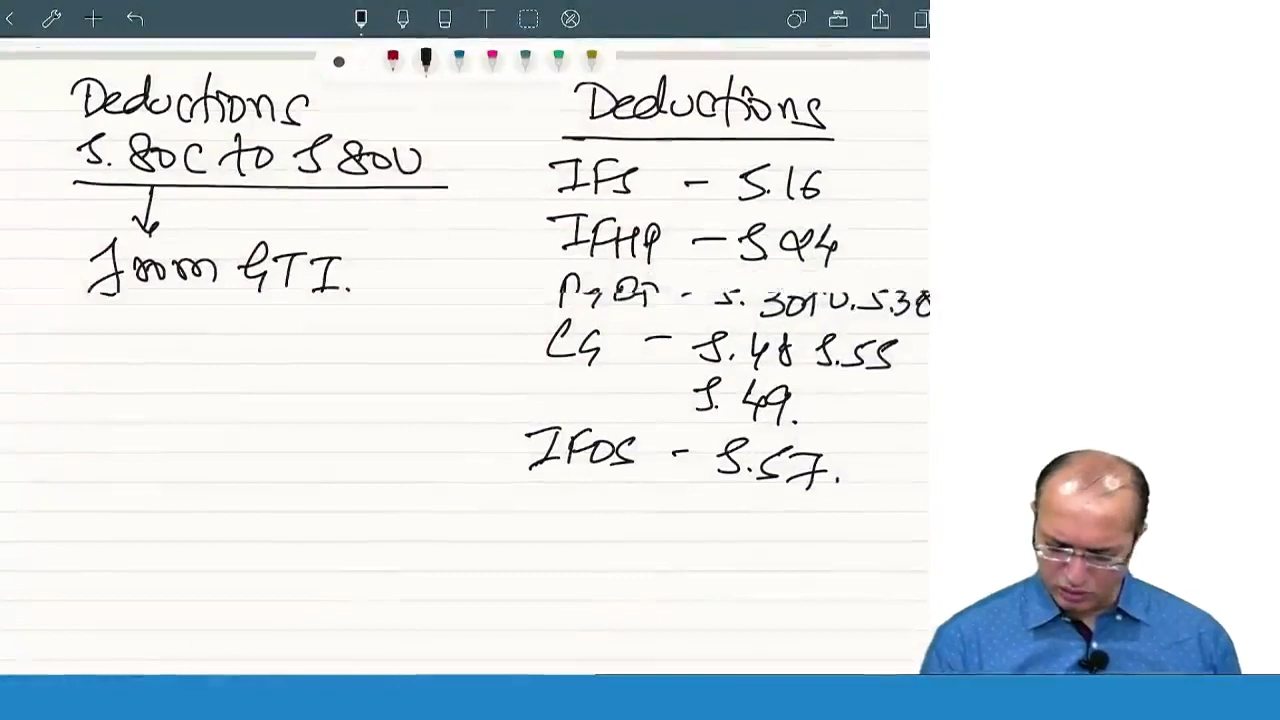 Deductions
S. 80C to S 80U
from GTI.
Deductions
IFS - S.16
IFHP - S 24
S. 30 to S.38
CG - S.48 S.55
S. 49.
IFOS - S.57.